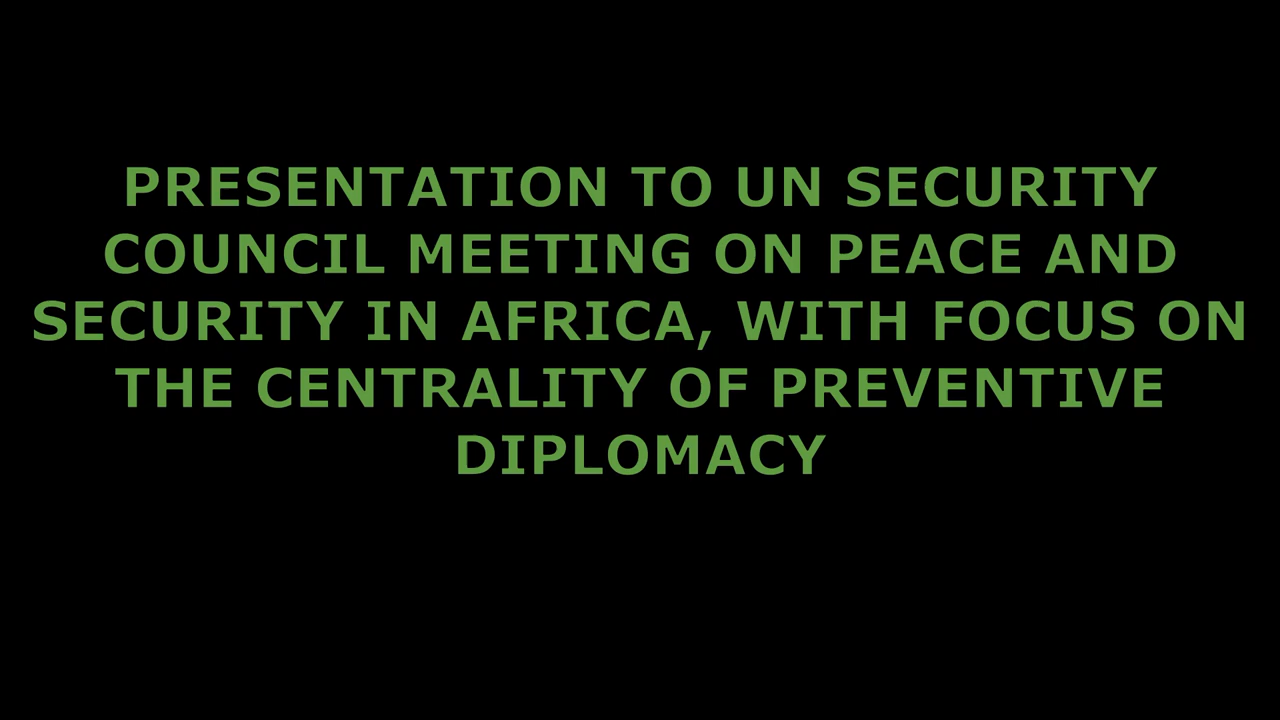 PRESENTATION TO UN SECURITY
COUNCIL MEETING ON PEACE AND
SECURITY IN AFRICA, WITH FOCUS ON
THE CENTRALITY OF PREVENTIVE
DIPLOMACY